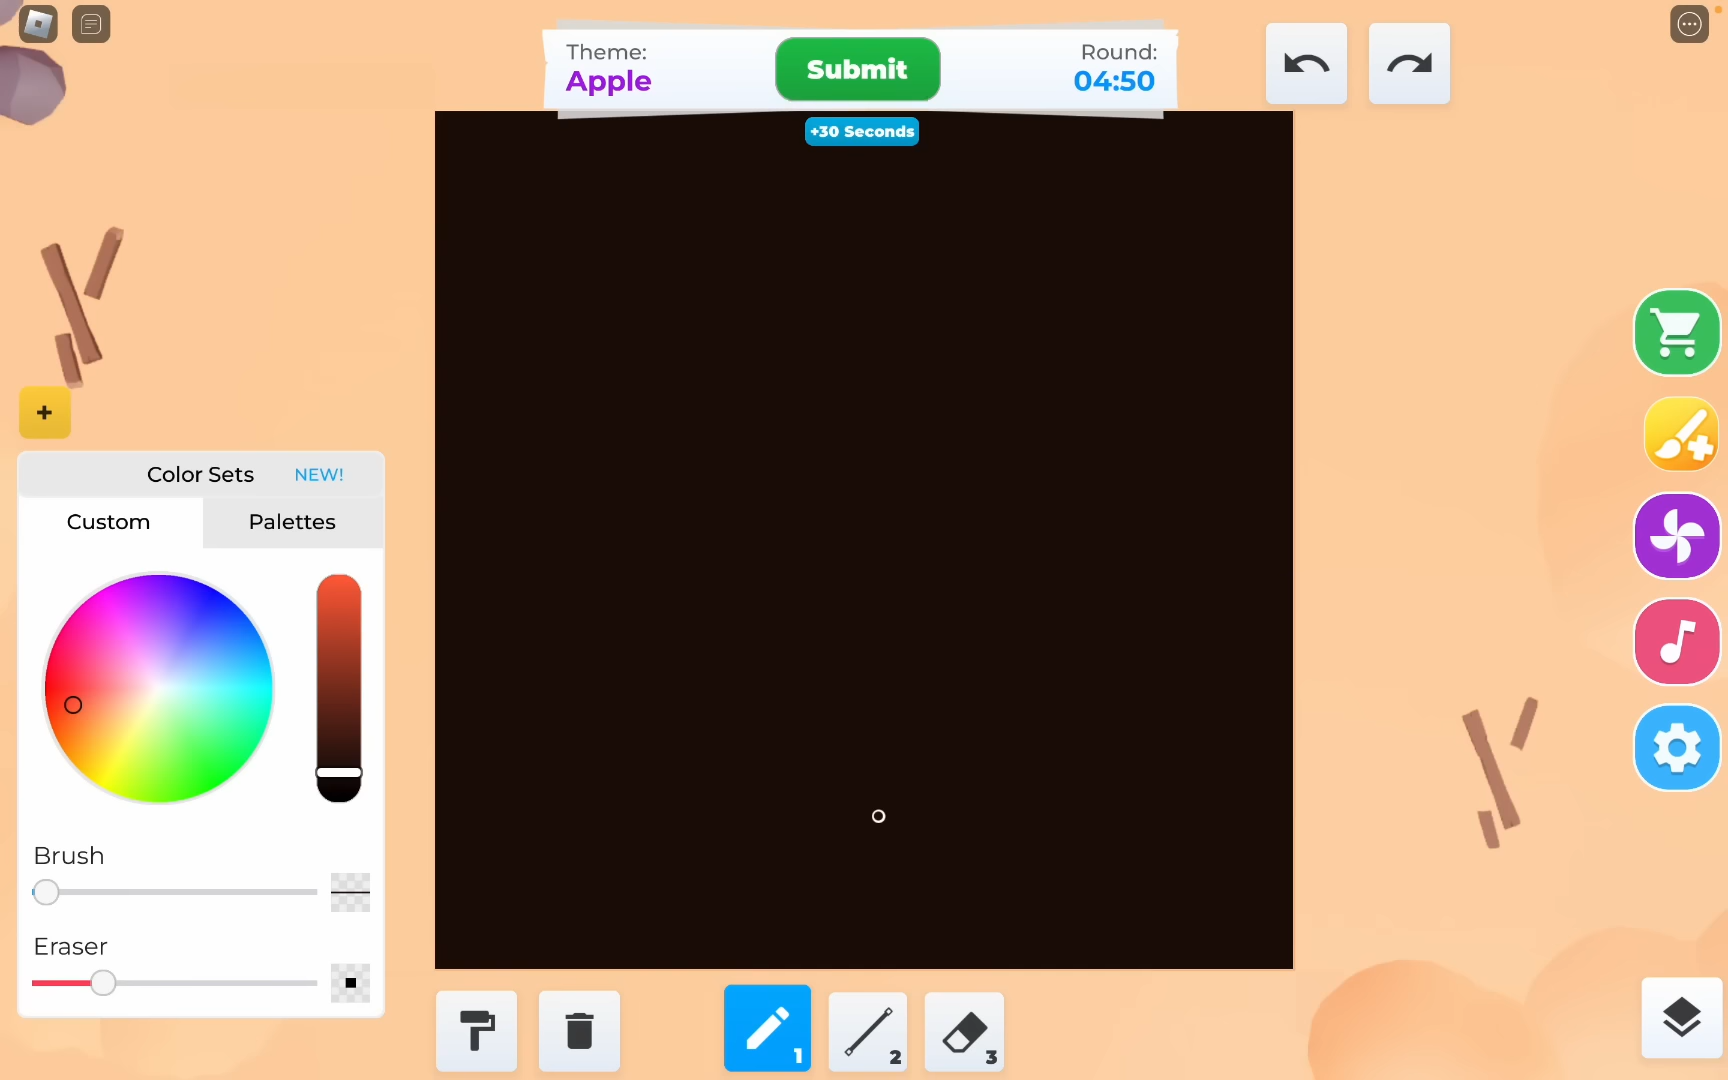 Theme:
Apple
Submit
Round:
04:50
+30 Seconds
+
Color Sets
NEW!
Custom
Palettes
Brush
Eraser
1
2
3